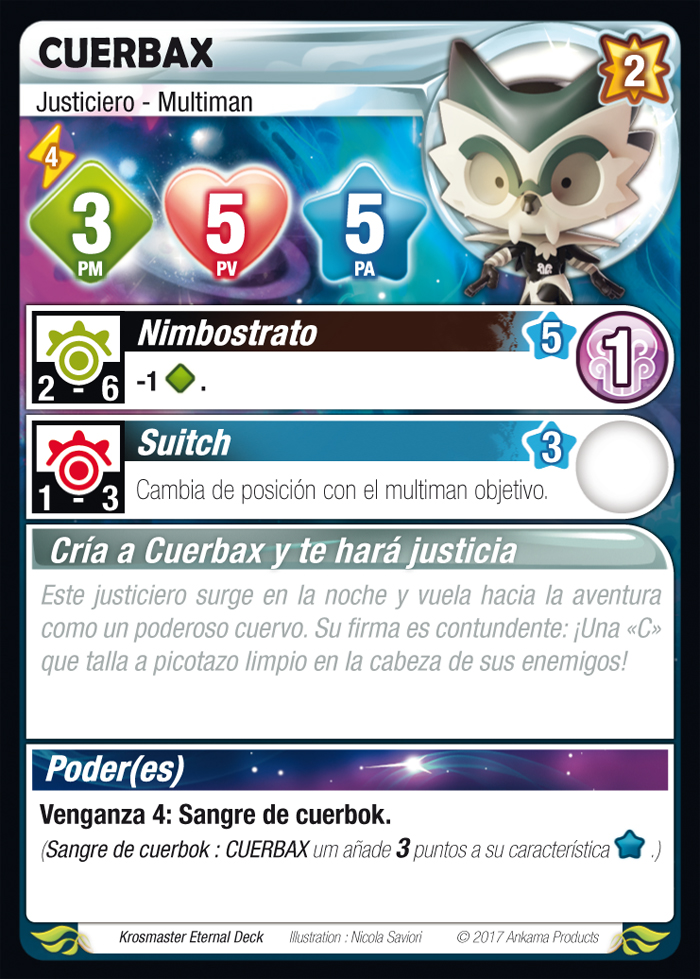 CUERBAX
2
Justiciero - Multiman
4
3
PM
5
PV
5
PA
Nimbostrato
5
1
2 - 6
-1 .
Suitch
3
1 - 3
Cambia de posición con el multiman objetivo.
Cría a Cuerbax y te hará justicia
Este justiciero surge en la noche y vuela hacia la aventura
como un poderoso cuervo. Su firma es contundente: ¡Una «C»
que talla a picotazo limpio en la cabeza de sus enemigos!
Poder(es)
Venganza 4: Sangre de cuerbok.
(Sangre de cuerbok : CUERBAX um añade 3 puntos a su característica .)
Krosmaster Eternal Deck Illustration : Nicola Saviori © 2017 Ankama Products